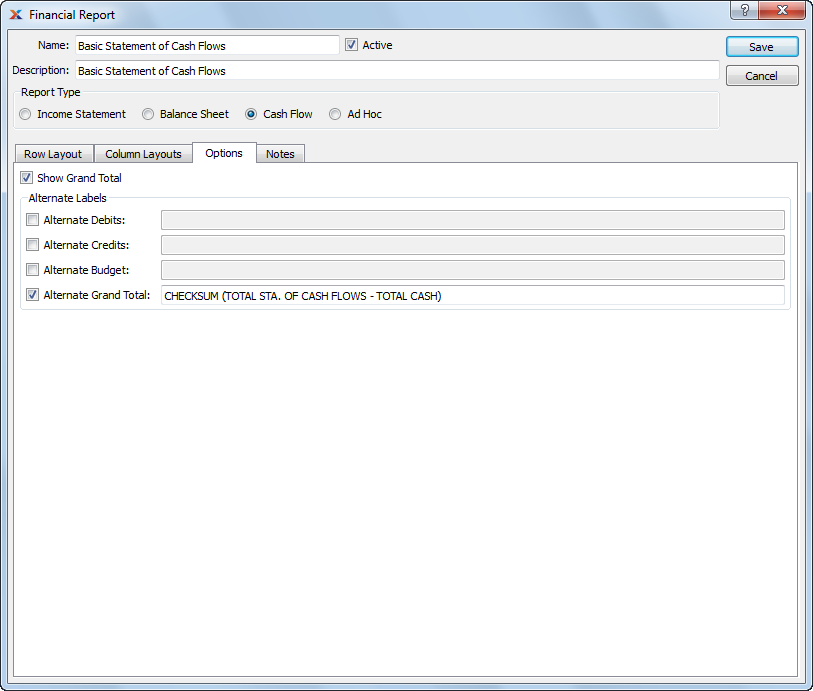 Financial Report
?
Name: Basic Statement of Cash Flows Active Save
Description: Basic Statement of Cash Flows Cancel
Report Type
Income Statement Balance Sheet Cash Flow Ad Hoc
Row Layout Column Layouts Options Notes
Show Grand Total
Alternate Labels
Alternate Debits:
Alternate Credits:
Alternate Budget:
Alternate Grand Total: CHECKSUM (TOTAL STA. OF CASH FLOWS - TOTAL CASH)